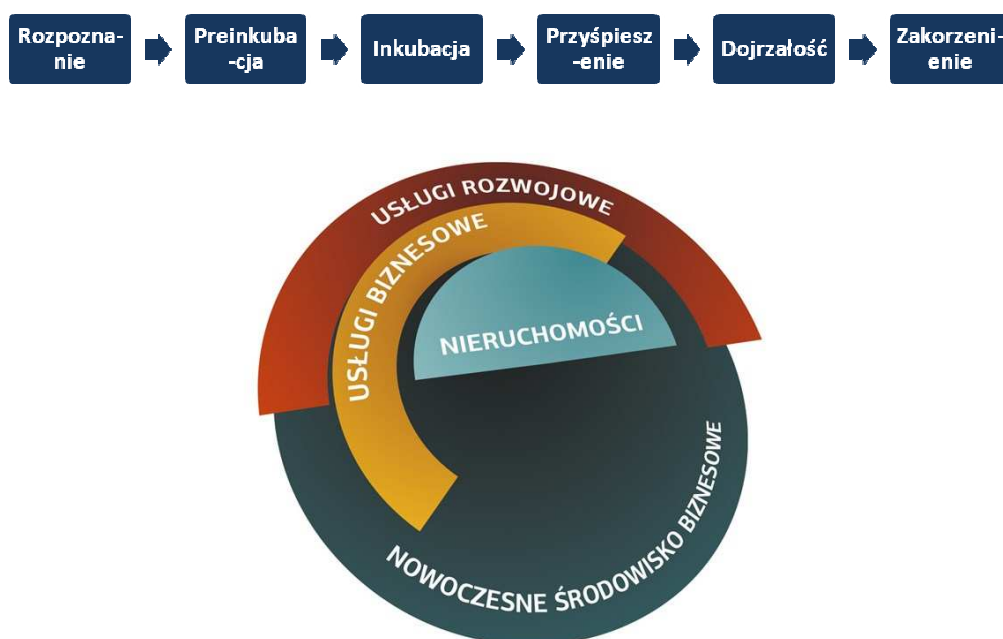 Rozpozna-
nie
Preinkuba
-cja
Inkubacja
Przyśpiesz
-enie
Dojrzałość
Zakorzeni-
enie
USŁUGI ROZWOJOWE
USŁUGI BIZNESOWE
NIERUCHOMOŚCI
NOWOCZESNE ŚRODOWISKO BIZNESOWE